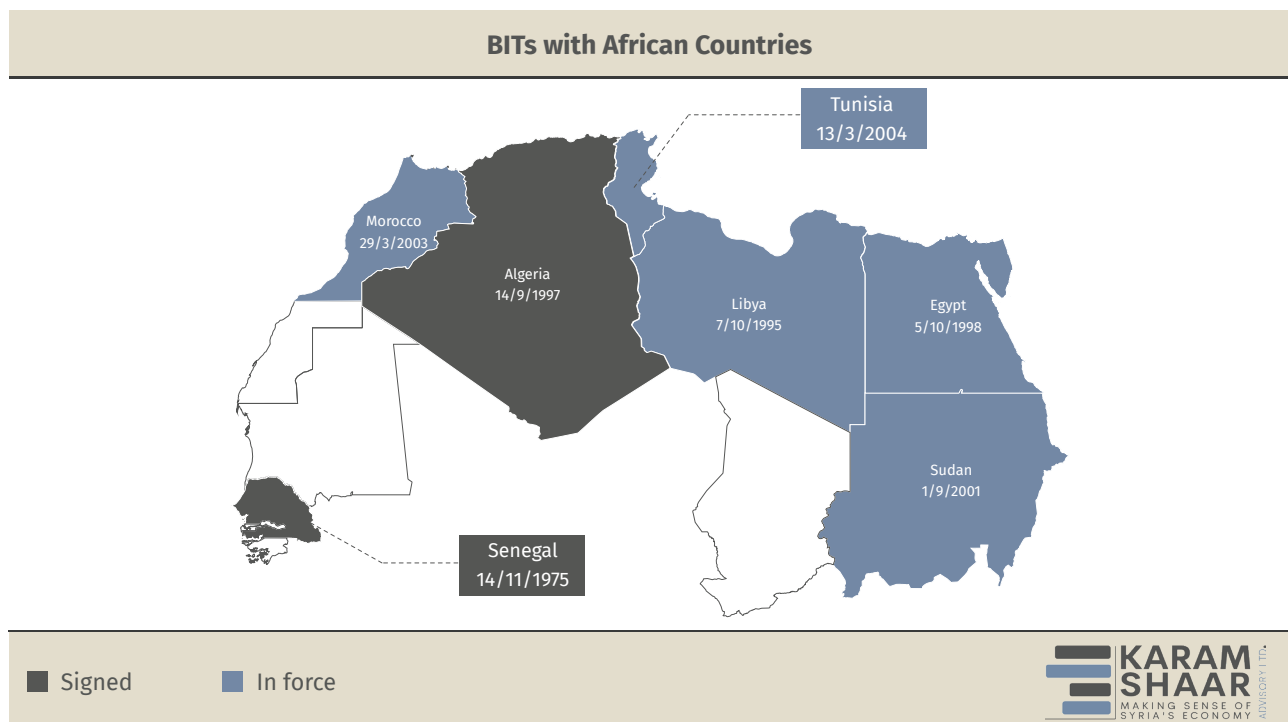 BITs with African Countries
Tunisia
13/3/2004
Morocco
29/3/2003
Algeria
14/9/1997
Libya
7/10/1995
Egypt
5/10/1998
Sudan
1/9/2001
Senegal
14/11/1975
Signed
In force
KARAM
SHAAR
MAKING SENSE OF
SYRIA'S ECONOMY
ADVISORY LTD.